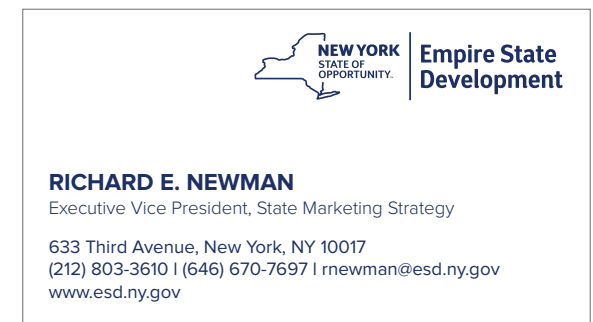 NEW YORK
STATE OF
OPPORTUNITY.
Empire State
Development
RICHARD E. NEWMAN
Executive Vice President, State Marketing Strategy
633 Third Avenue, New York, NY 10017
(212) 803-3610 | (646) 670-7697 | rnewman@esd.ny.gov
www.esd.ny.gov